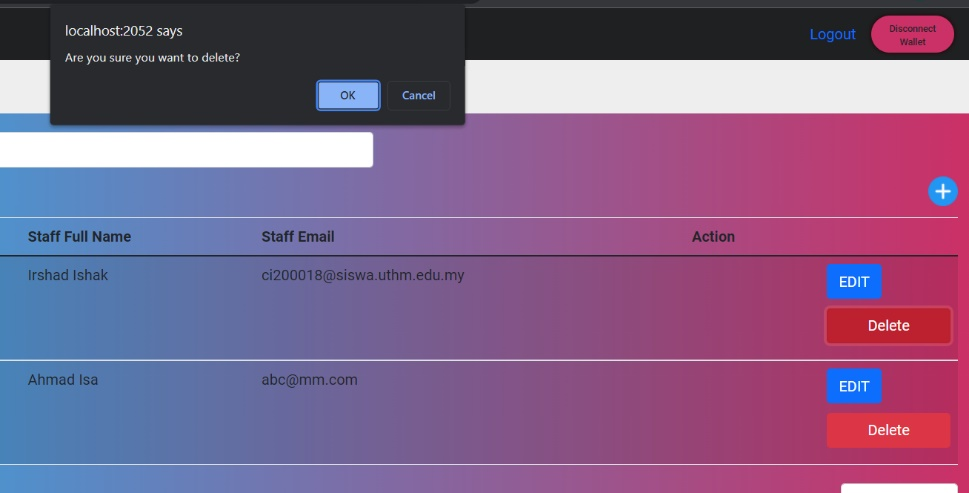 localhost:2052 says
Are you sure you want to delete?
OK Cancel
Logout
Disconnect
Wallet
Staff Full Name Staff Email Action
Irshad Ishak ci200018@siswa.uthm.edu.my EDIT
Delete
Ahmad Isa abc@mm.com EDIT
Delete